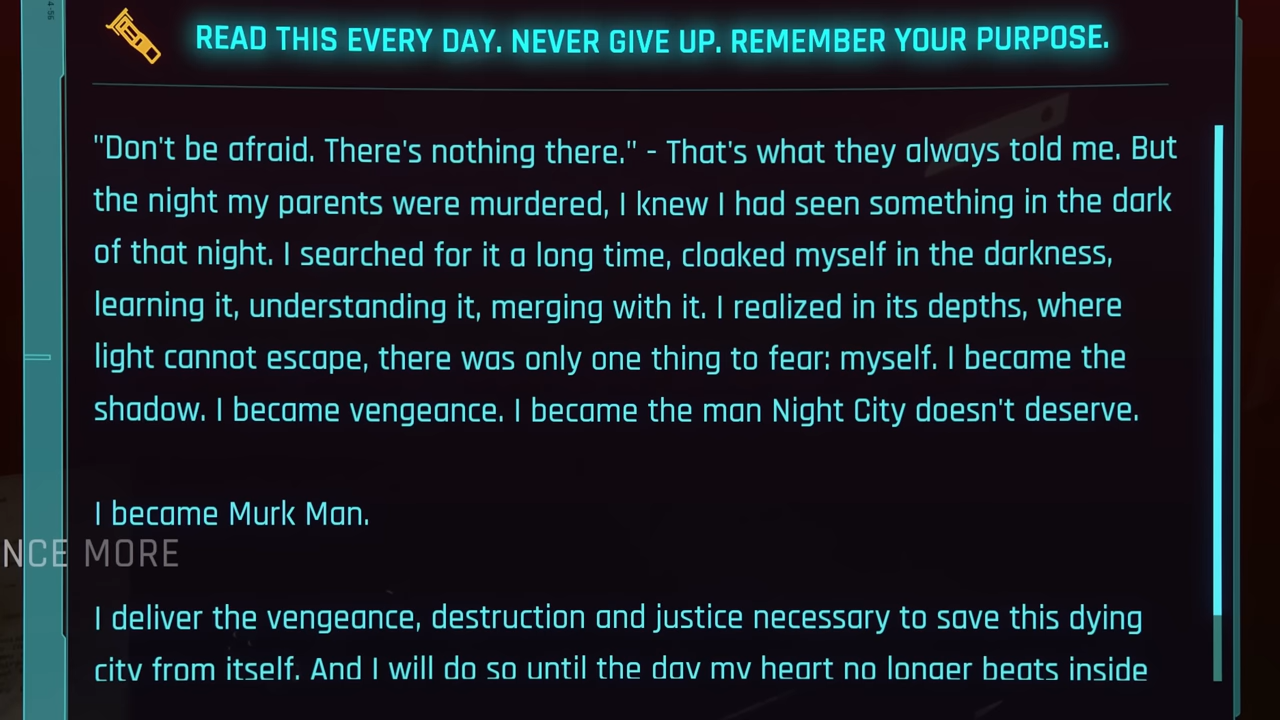 READ THIS EVERY DAY. NEVER GIVE UP. REMEMBER YOUR PURPOSE.
"Don't be afraid. There's nothing there." - That's what they always told me. But
the night my parents were murdered, I knew I had seen something in the dark
of that night. I searched for it a long time, cloaked myself in the darkness,
learning it, understanding it, merging with it. I realized in its depths, where
light cannot escape, there was only one thing to fear: myself. I became the
shadow. I became vengeance. I became the man Night City doesn't deserve.
I became Murk Man.
NCE MORE
I deliver the vengeance, destruction and justice necessary to save this dying
city from itself. And I will do so until the day my heart no longer beats inside